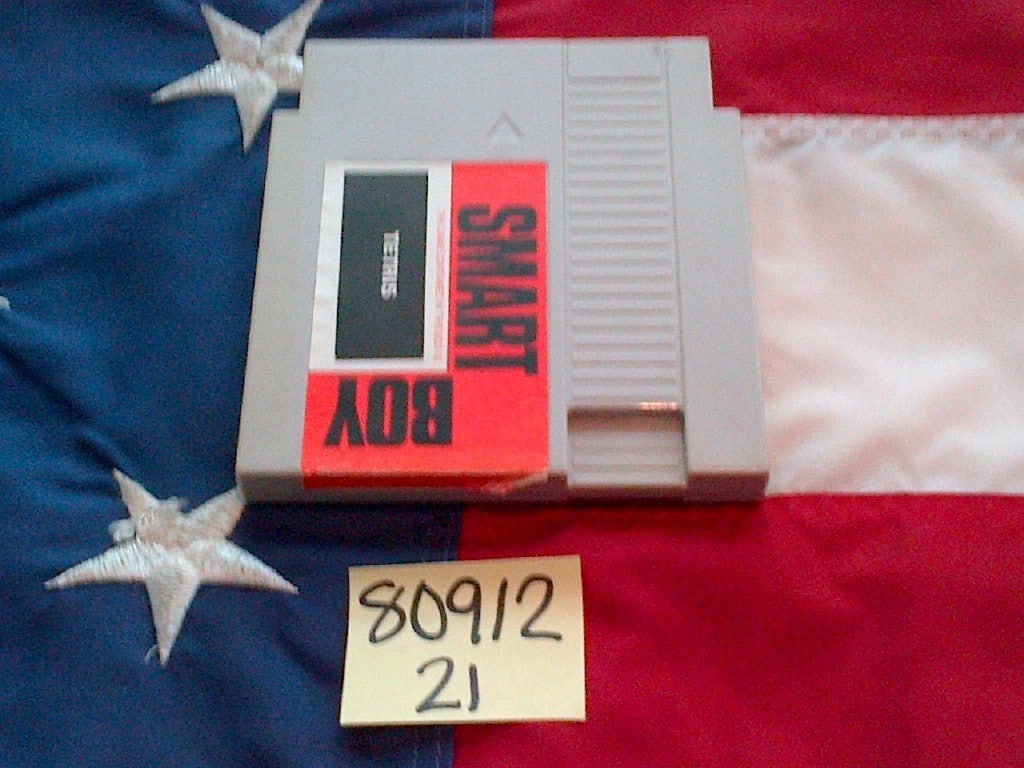 SMART
BOY
TETRIS
80912
21